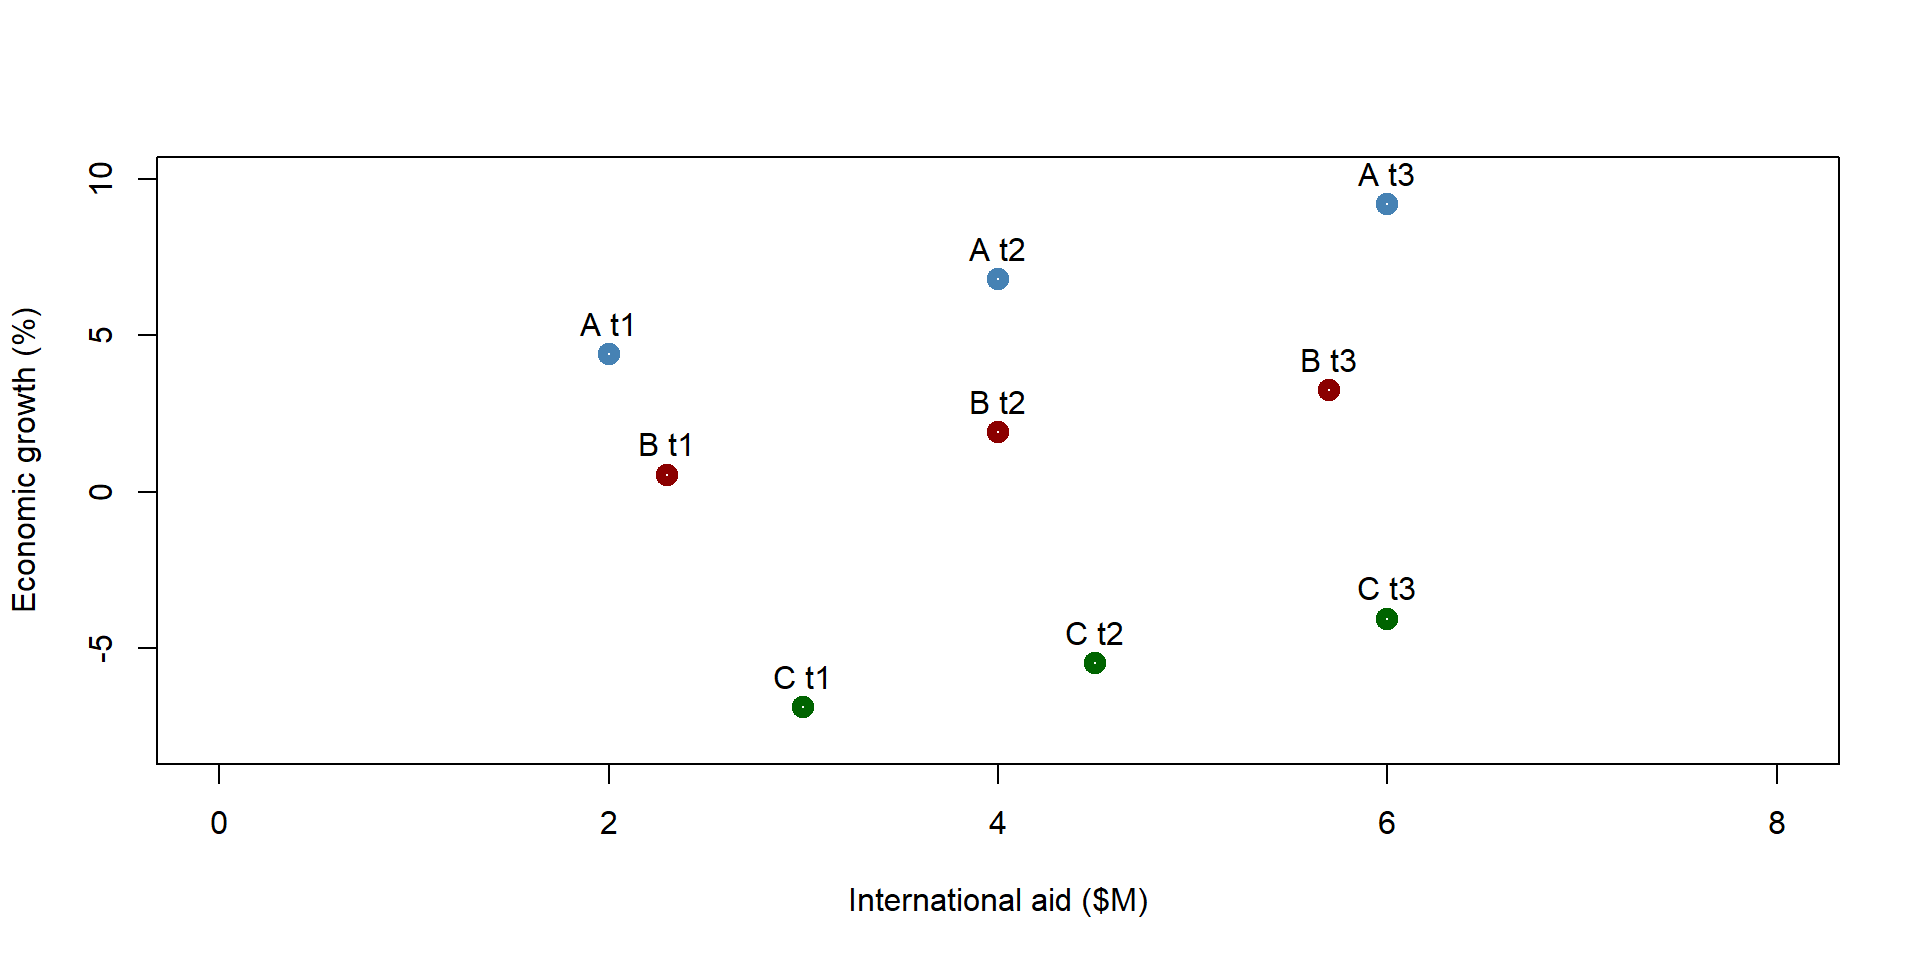 Economic growth (%)
10
5
0
-5
A t3
A t2
A t1
B t3
B t2
B t1
C t3
C t2
C t1
0 2 4 6 8
International aid ($M)